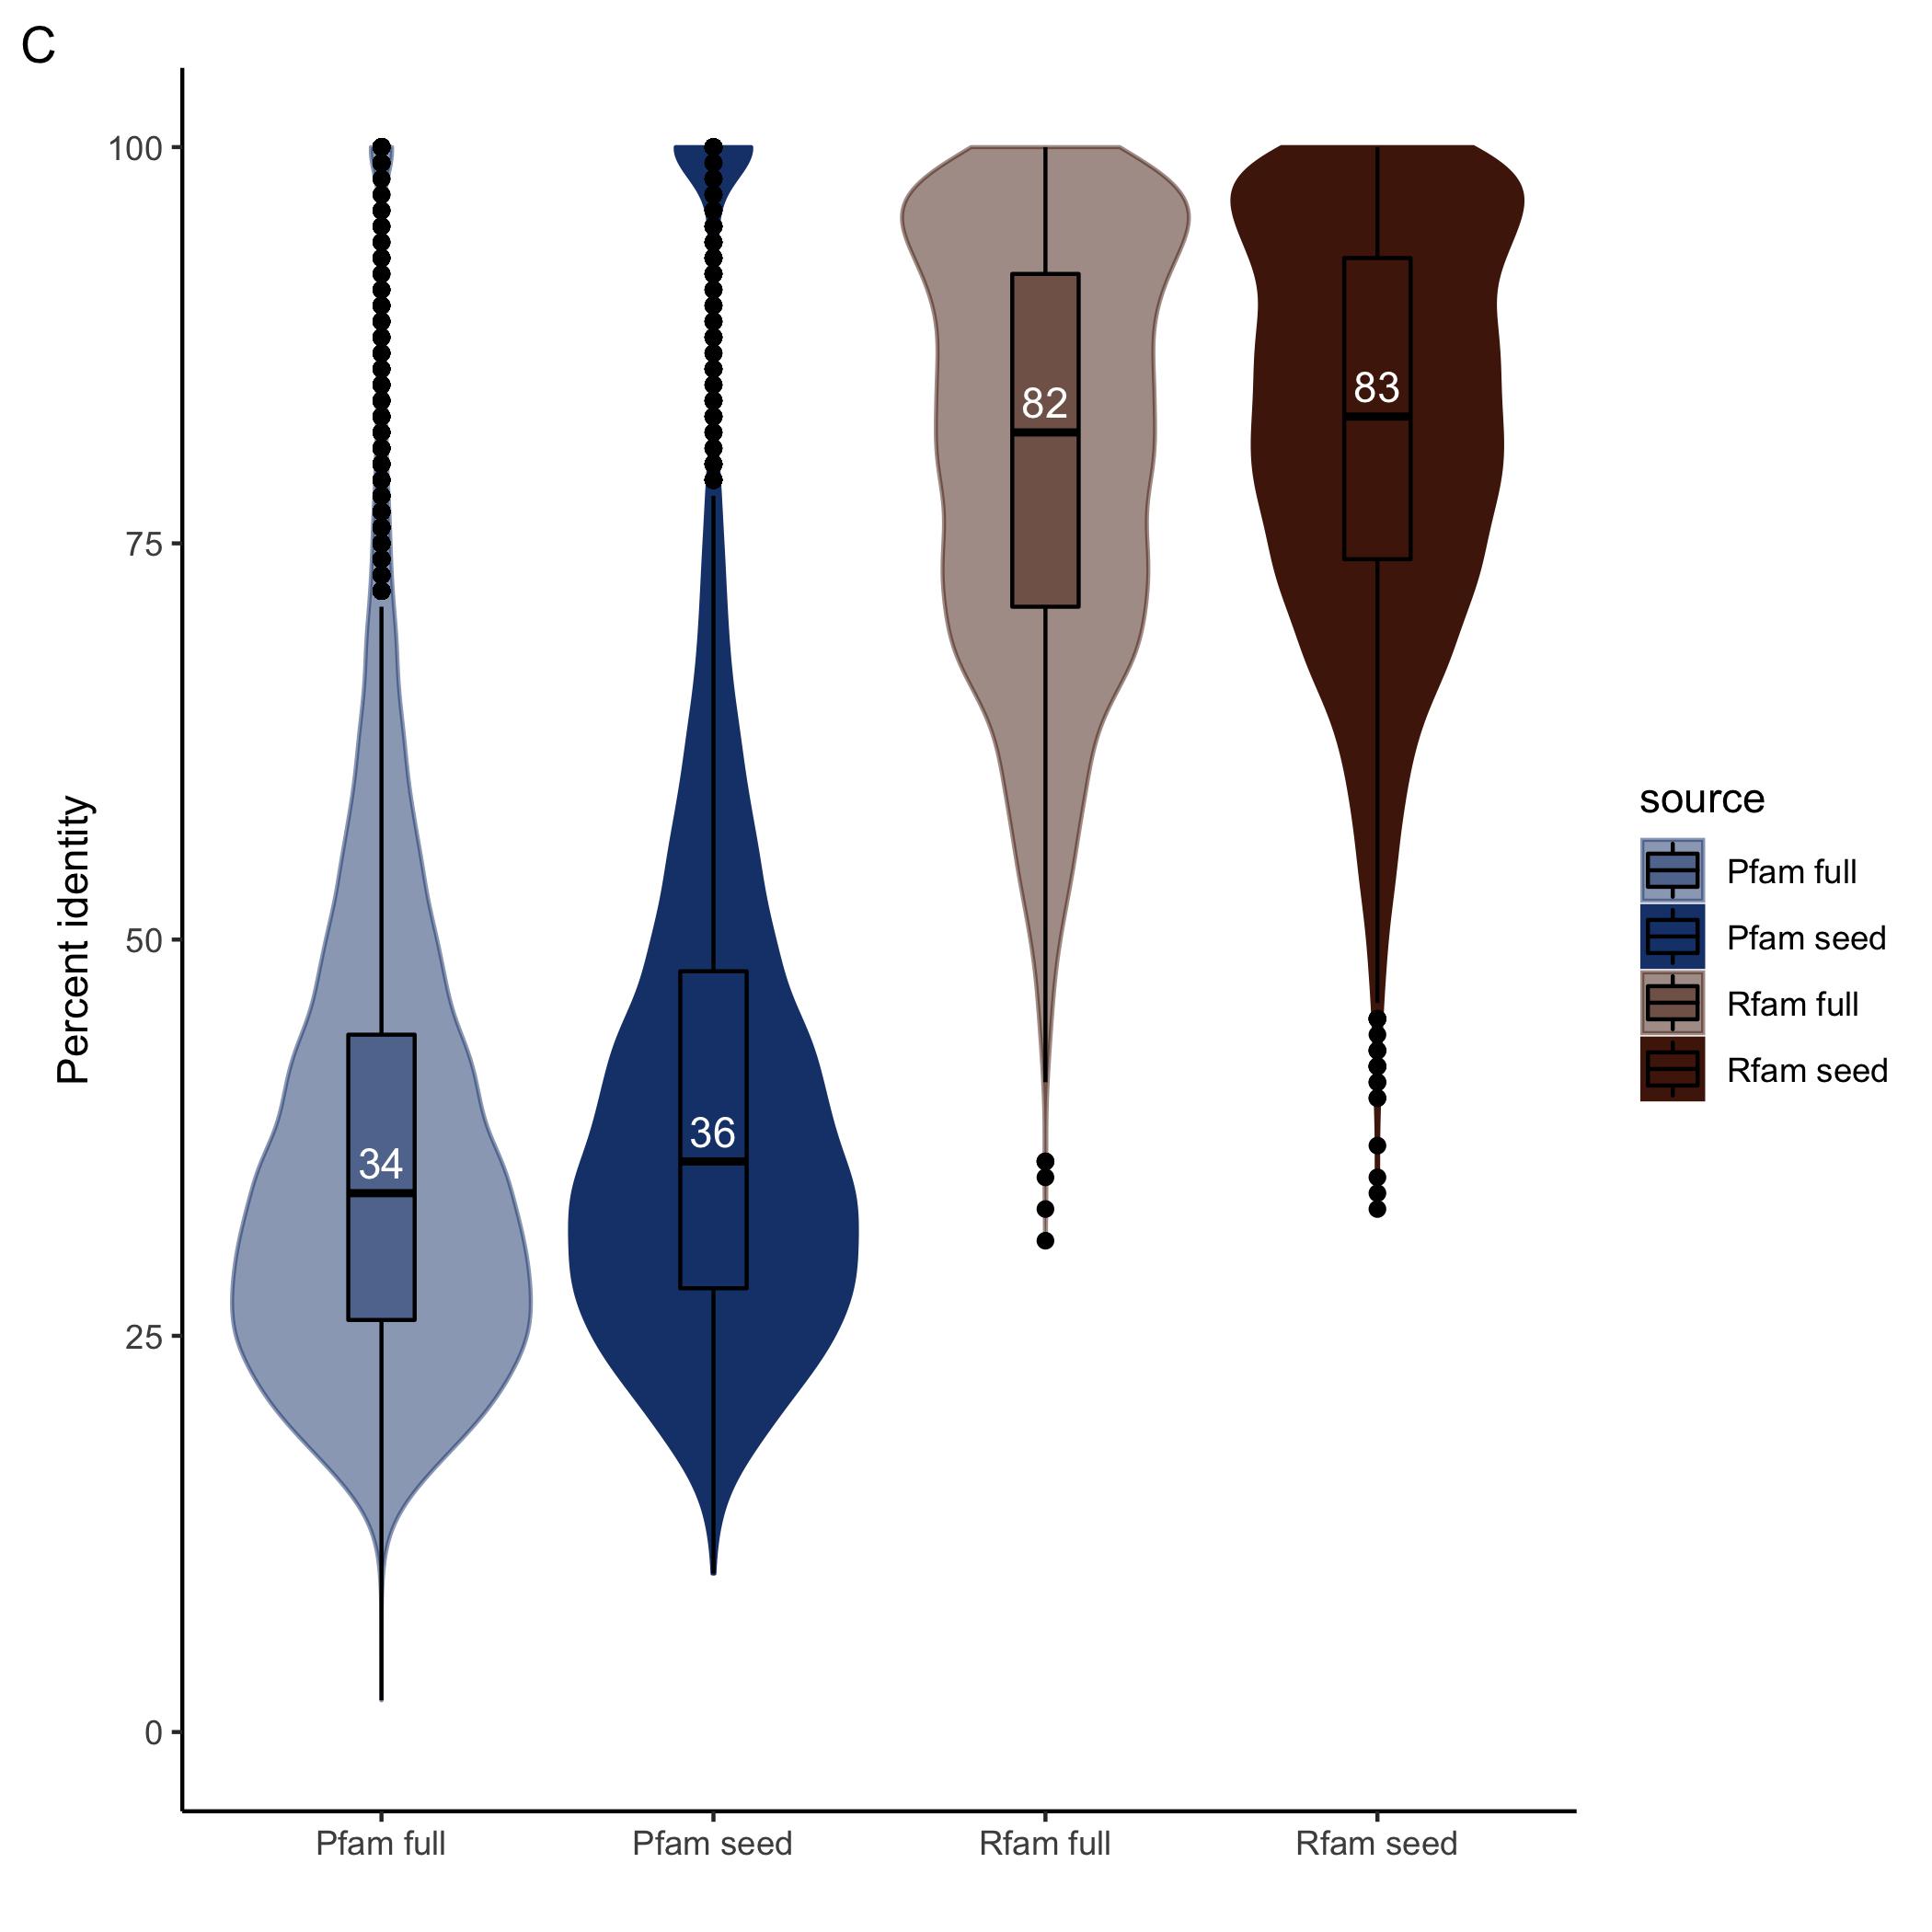 C
100
75
50
25
0
Percent identity
34
36
82
83
Pfam full
Pfam seed
Rfam full
Rfam seed
source
Pfam full
Pfam seed
Rfam full
Rfam seed